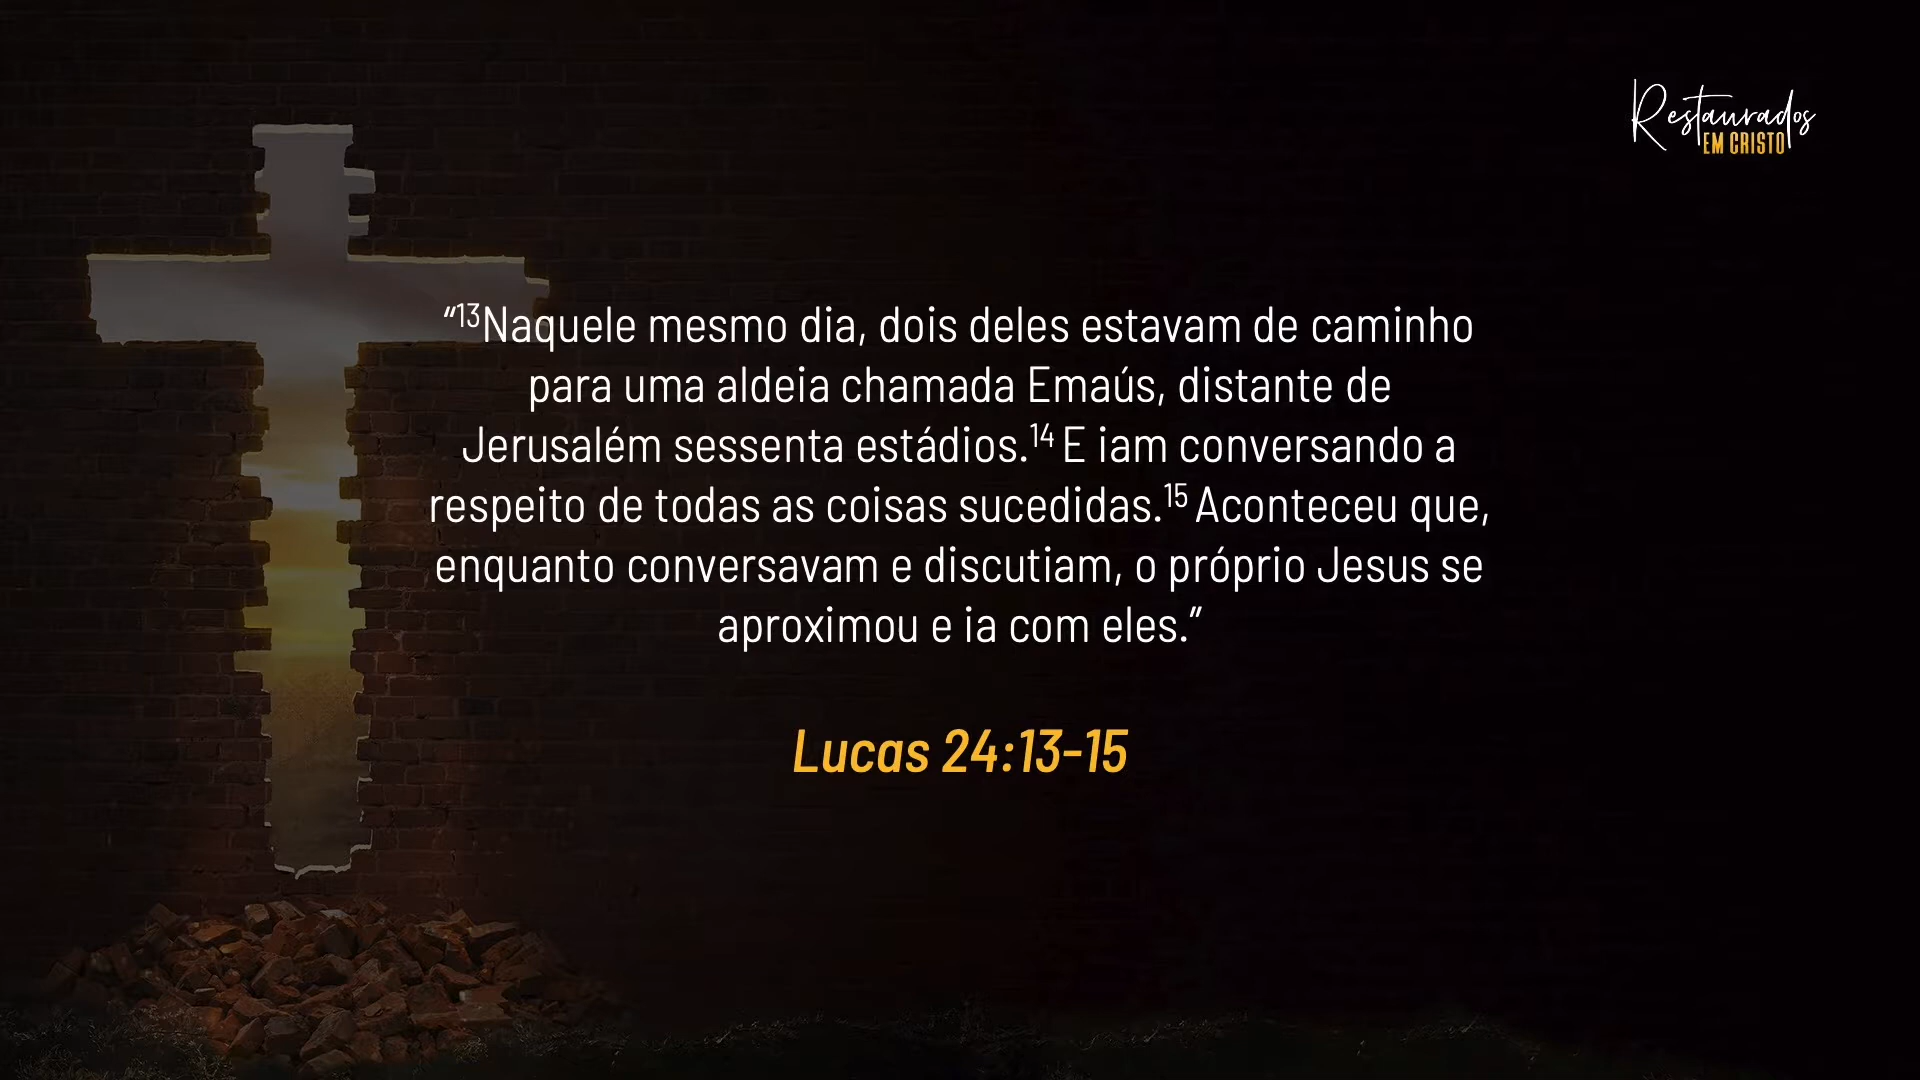 Restaurados
EM CRISTO
“¹³Naquele mesmo dia, dois deles estavam de caminho
para uma aldeia chamada Emaús, distante de
Jerusalém sessenta estádios.¹⁴ E iam conversando a
respeito de todas as coisas sucedidas.¹⁵ Aconteceu que,
enquanto conversavam e discutiam, o próprio Jesus se
aproximou e ia com eles.”
Lucas 24:13-15